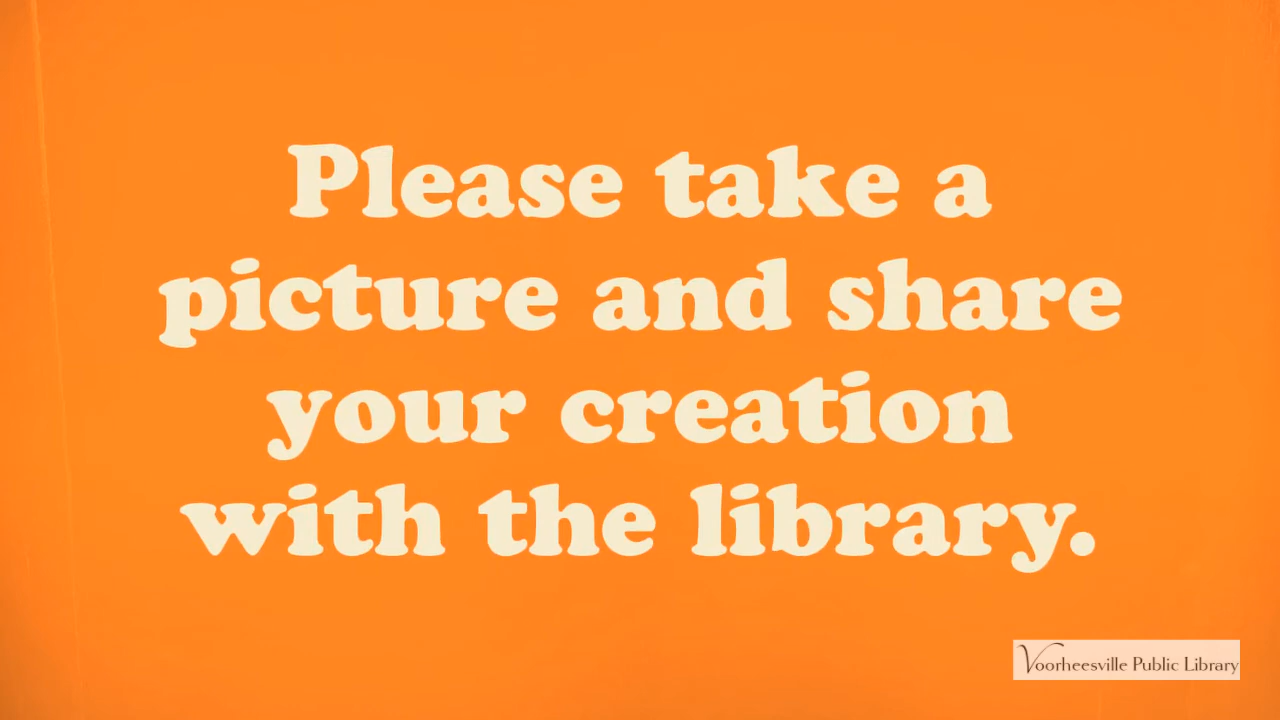 Please take a
picture and share
your creation
with the library.
Voorheesville Public Library